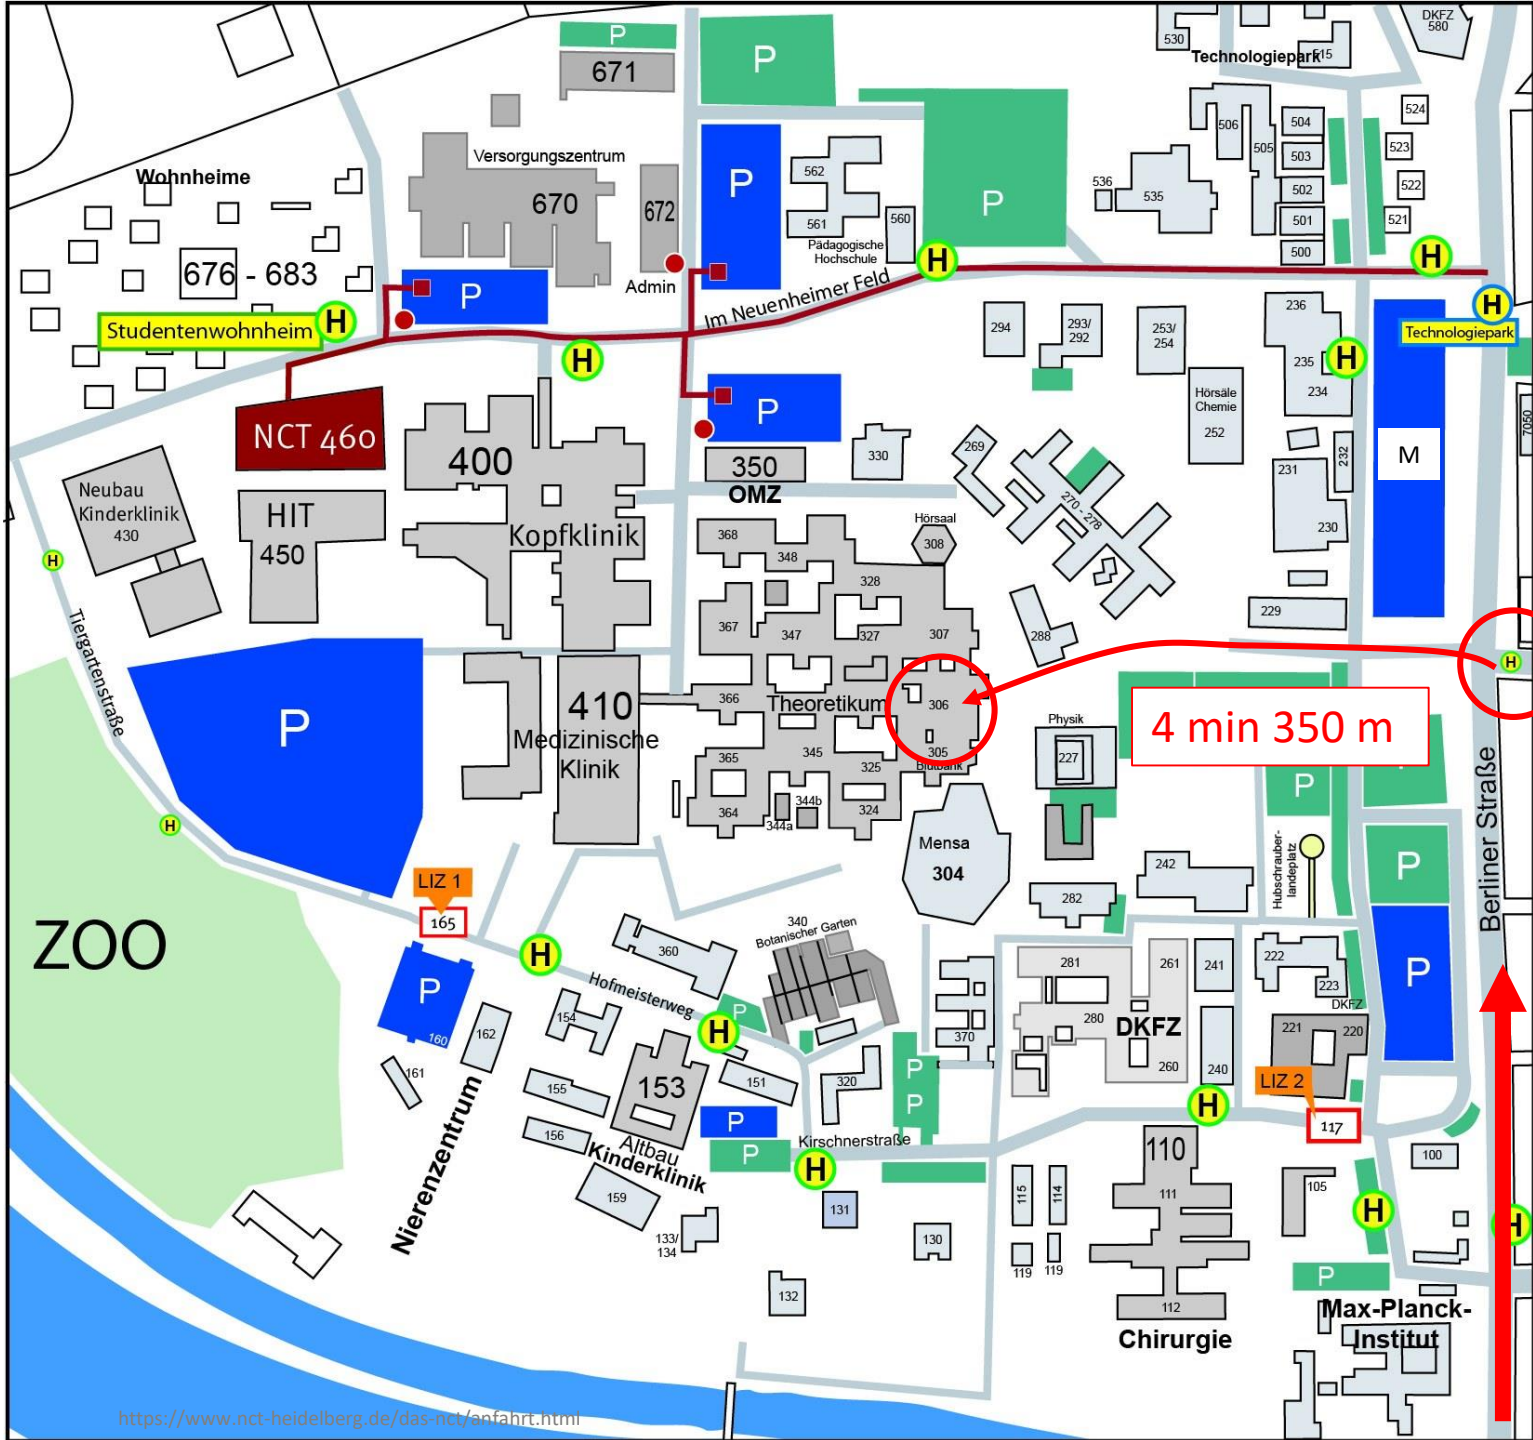 P
671
P
530
Technologiepark
515
DKFZ
580
Versorgungszentrum
670
672
Admin
P
P
562
561
560
Pädagogische
Hochschule
H
P
506
505
504
503
502
501
500
524
523
522
521
536
535
H
Wohnheime
676 - 683
Studentenwohnheim
H
H
Im Neuenheimer Feld
294
293/
292
253/
254
236
235
234
H
H
Technologiepark
Hörsäle
Chemie
252
NCT 460
400
Kopfklinik
P
350
OMZ
330
269
270 - 278
231
232
230
M
7050
Neubau
Kinderklinik
430
HIT
450
H
Tiergartenstraße
368
348
Hörsaal
308
328
367
347
327
307
288
229
H
P
410
Medizinische
Klinik
366
Theoretikum
306
365
345
325
305
Blutbank
364
344a
344b
324
Physik
227
4 min 350 m
P
P
Berliner Straße
H
Mensa
304
242
282
Hubschrauber-
landeplatz
P
LIZ 1
165
ZOO
P
160
162
161
H
360
Hofmeisterweg
340
Botanischer Garten
P
H
154
155
156
153
Altbau
Kinderklinik
159
151
P
P
320
P
P
370
281
280
261
260
DKFZ
241
240
222
223
DKFZ
221
220
P
LIZ 2
117
H
Nierenzentrum
Kirschnerstraße
H
133/
134
131
130
132
115
114
119
119
110
111
112
Chirurgie
105
100
H
H
P
Max-Planck-
Institut
https://www.nct-heidelberg.de/das-nct/anfahrt.html